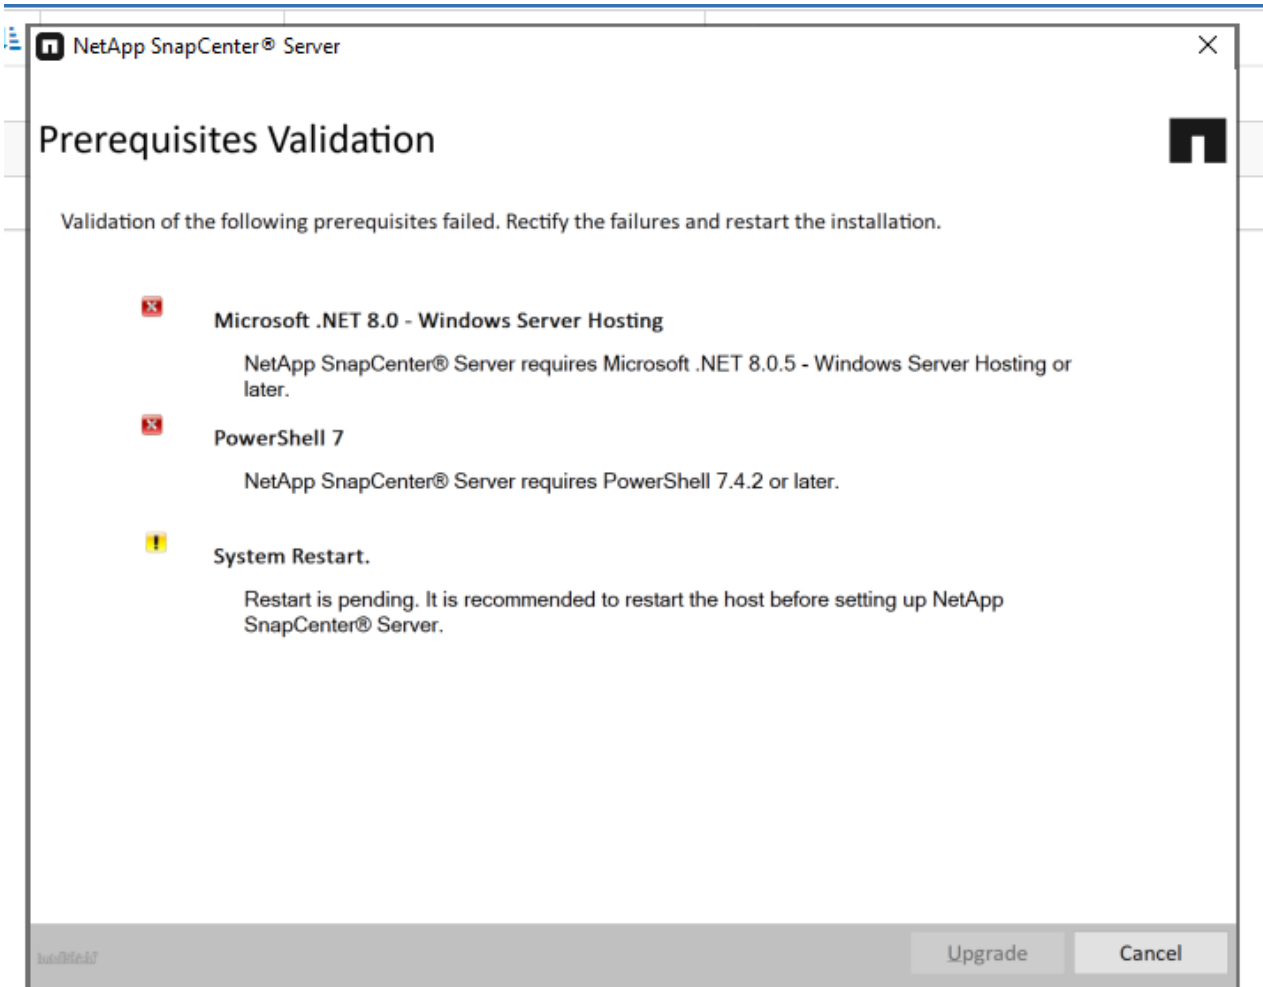 NetApp SnapCenter® Server
Prerequisites Validation
Validation of the following prerequisites failed. Rectify the failures and restart the installation.
Microsoft .NET 8.0 - Windows Server Hosting
NetApp SnapCenter® Server requires Microsoft .NET 8.0.5 - Windows Server Hosting or
later.
PowerShell 7
NetApp SnapCenter® Server requires PowerShell 7.4.2 or later.
System Restart.
Restart is pending. It is recommended to restart the host before setting up NetApp
SnapCenter® Server.
Upgrade
Cancel